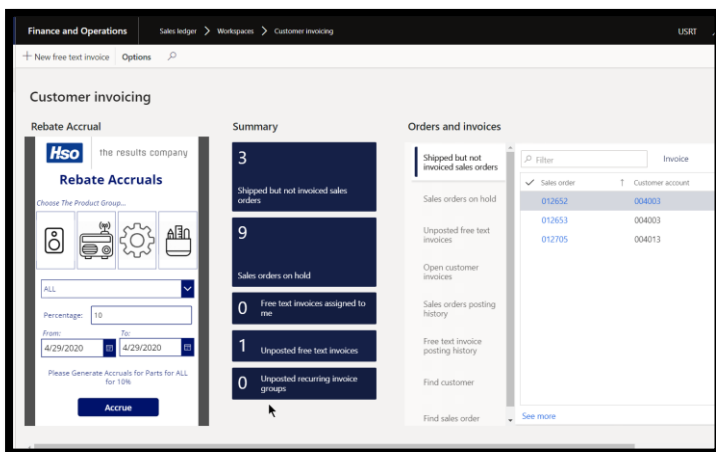 Finance and Operations
Sales ledger > Workspaces > Customer invoicing
USRT
+ New free text invoice Options
Customer invoicing
Rebate Accrual
Hso the results company
Rebate Accruals
Choose The Product Group...
ALL
Percentage: 10
From: To:
4/29/2020 4/29/2020
Please Generate Accruals for Parts for ALL
for 10%
Accrue
Summary
3
Shipped but not invoiced sales
orders
9
Sales orders on hold
0 Free text invoices assigned to
me
1 Unposted free text invoices
0 Unposted recurring invoice
groups
Orders and invoices
Shipped but not
invoiced sales orders
Sales orders on hold
Unposted free text
invoices
Open customer
invoices
Sales orders posting
history
Free text invoice
posting history
Find customer
Find sales order
Filter Invoice
Sales order ↑ Customer account
012652 004003
012653 004003
012705 004013
See more